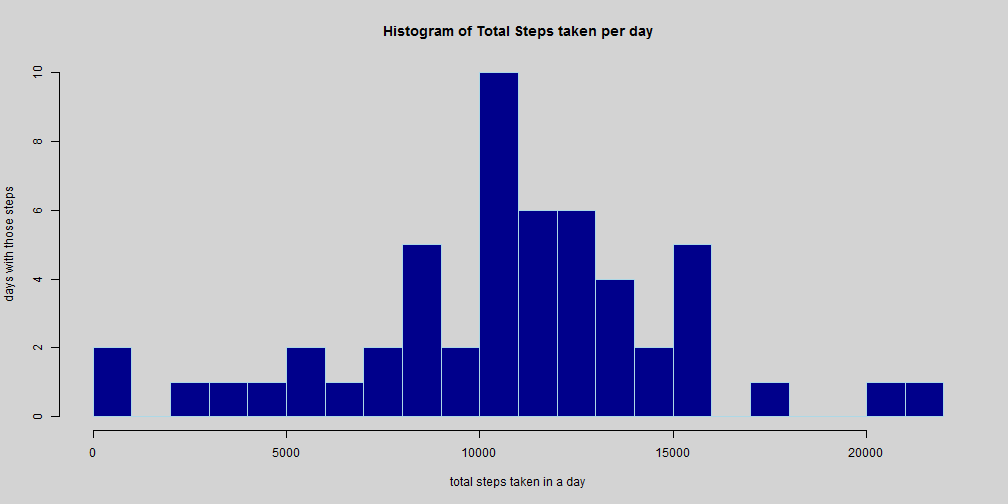 Histogram of Total Steps taken per day
days with those steps
10
8
6
4
2
0
0 5000 10000 15000 20000
total steps taken in a day